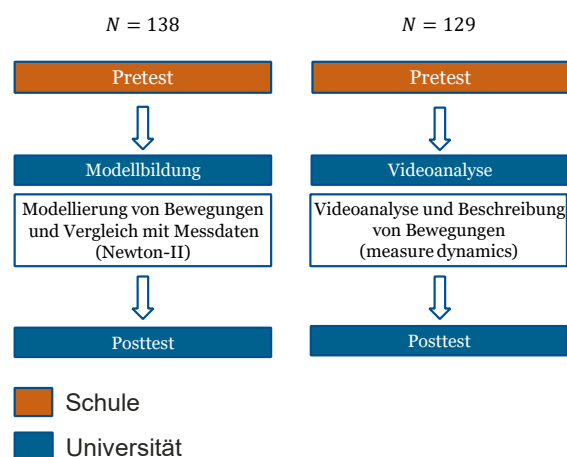 N = 138
Pretest
Modellbildung
Modellierung von Bewegungen
und Vergleich mit Messdaten
(Newton-II)
Posttest
N = 129
Pretest
Videoanalyse
Videoanalyse und Beschreibung
von Bewegungen
(measure dynamics)
Posttest
Schule
Universität